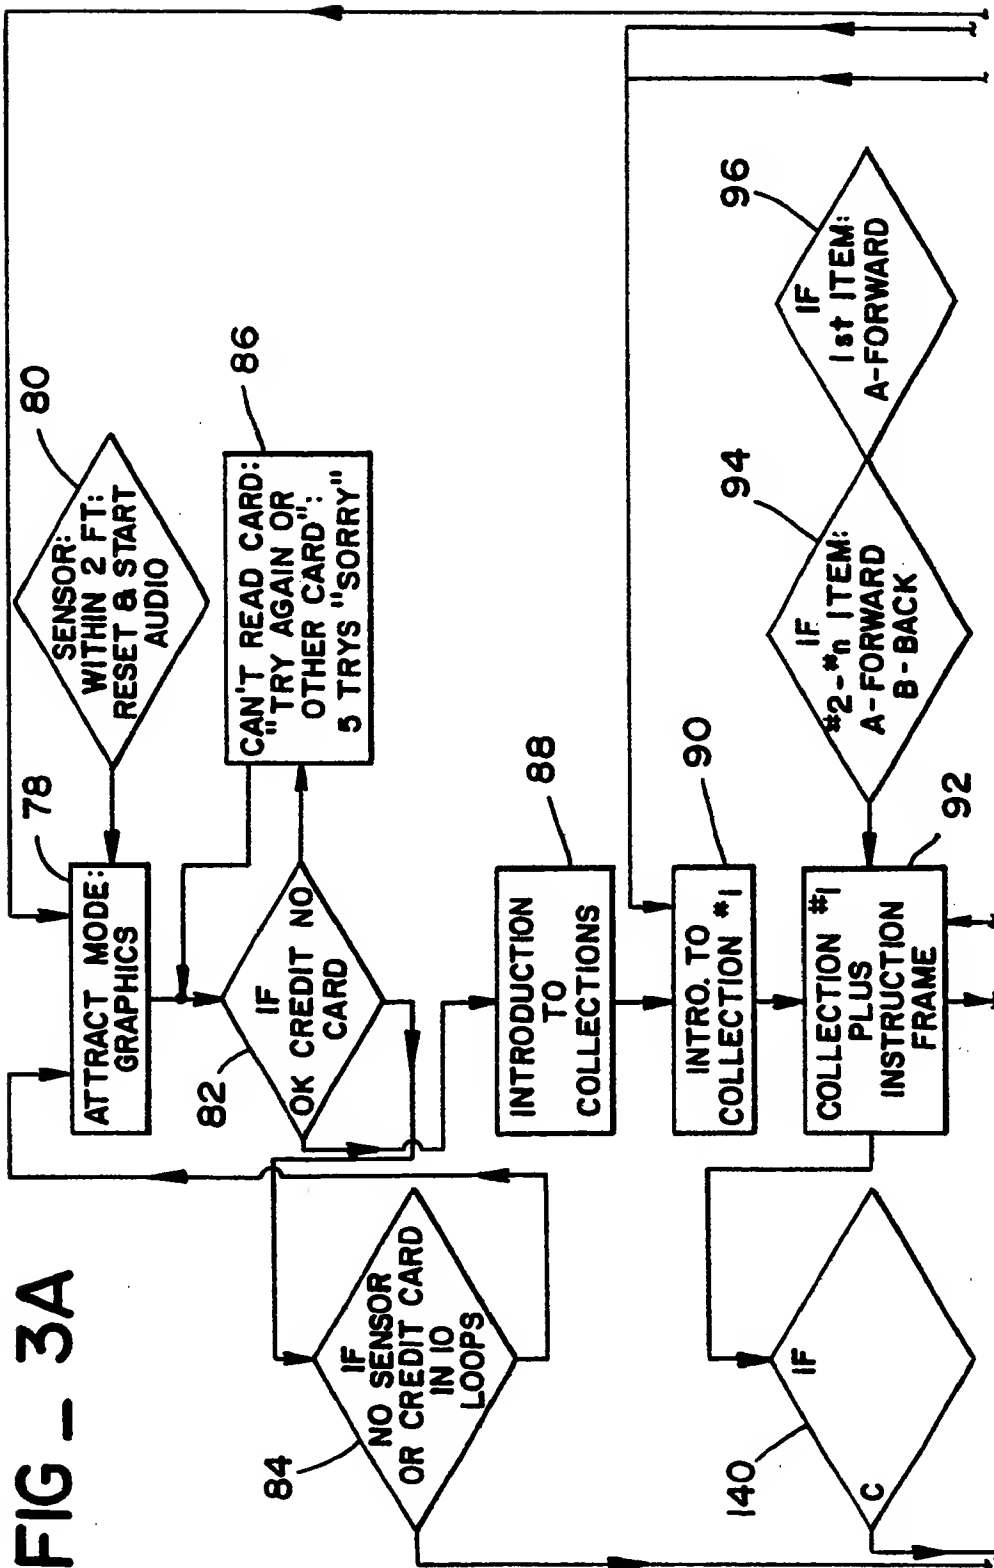 FIG – 3A
80
SENSOR:
WITHIN 2 FT:
RESET & START
AUDIO
78
ATTRACT MODE:
GRAPHICS
86
CAN'T READ CARD:
"TRY AGAIN OR
OTHER CARD":
5 TRYS "SORRY"
82
IF
OK CREDIT NO
CARD
84
IF
NO SENSOR
OR CREDIT CARD
IN 10
LOOPS
88
INTRODUCTION
TO
COLLECTIONS
90
INTRO. TO
COLLECTION #1
96
IF
1st ITEM:
A-FORWARD
94
IF
#2-#n ITEM:
A-FORWARD
B-BACK
92
COLLECTION #1
PLUS
INSTRUCTION
FRAME
140
IF
C